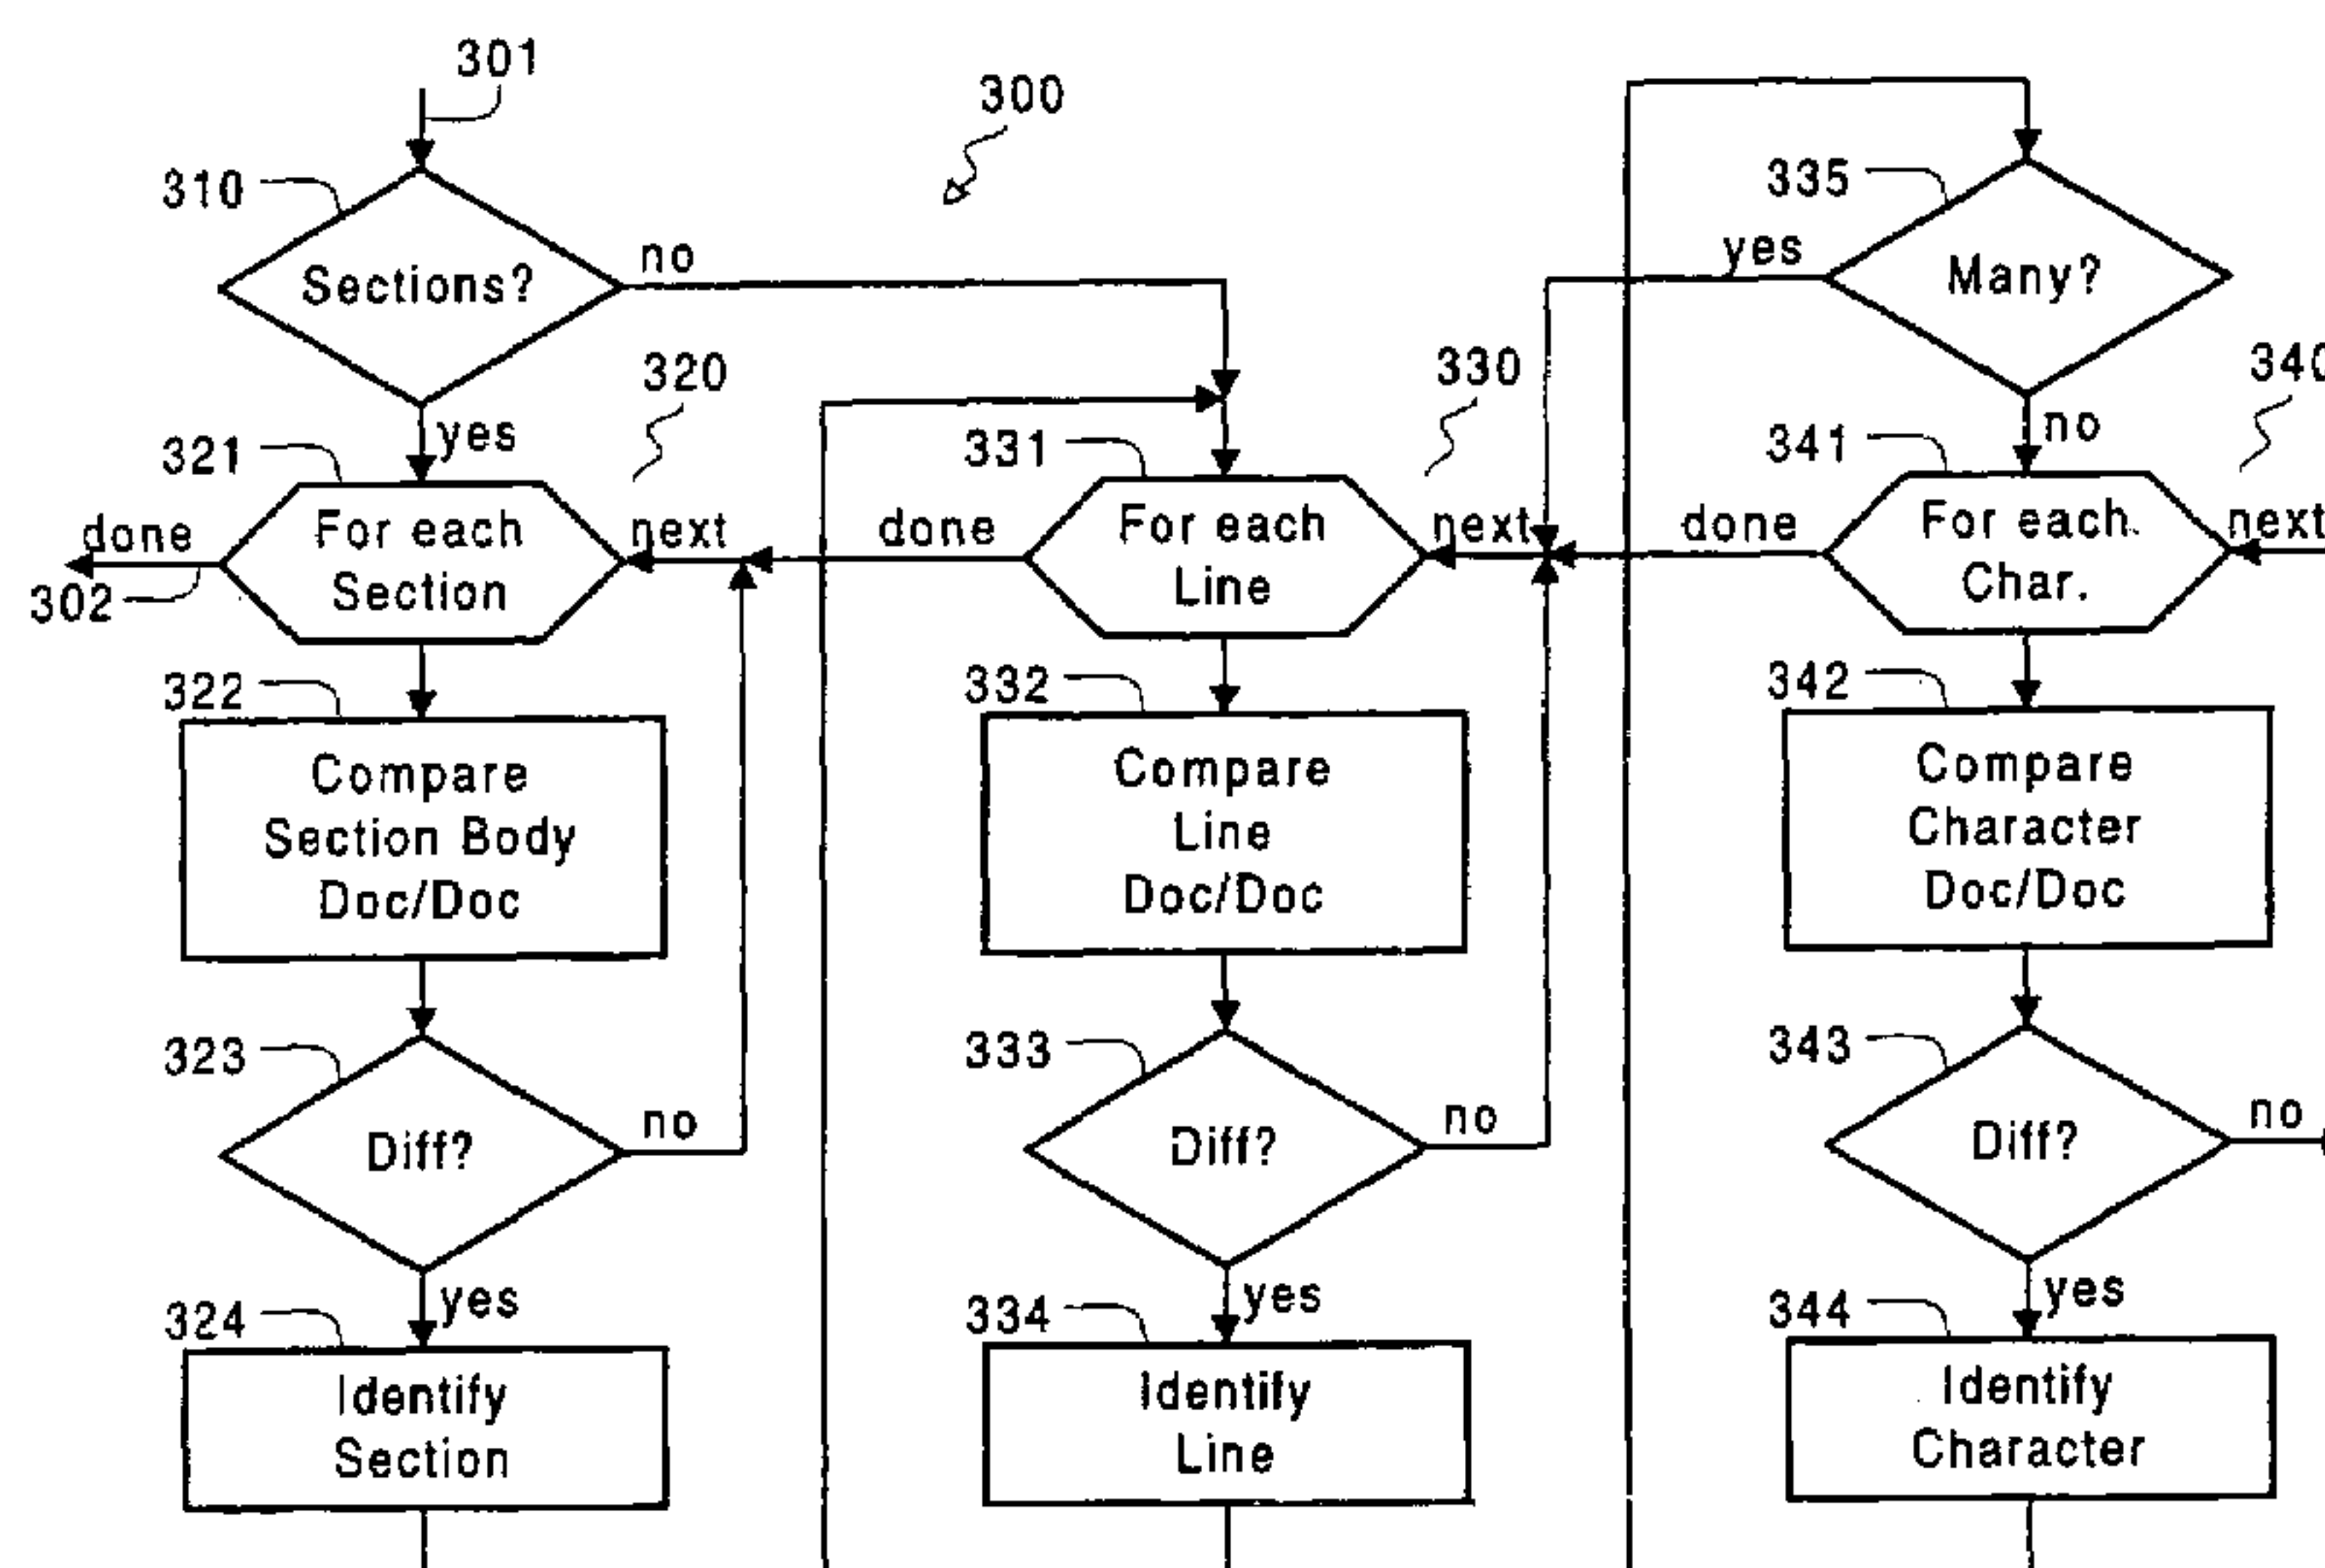 301
300
310
Sections?
no
335
yes
Many?
320
330
340
321
yes
331
341
no
done
For each
Section
next
done
For each
Line
next
done
For each
Char.
next
302
322
332
342
Compare
Section Body
Doc/Doc
Compare
Line
Doc/Doc
Compare
Character
Doc/Doc
323
333
343
Diff?
no
Diff?
no
Diff?
no
324
yes
334
yes
344
yes
Identify
Section
Identify
Line
Identify
Character